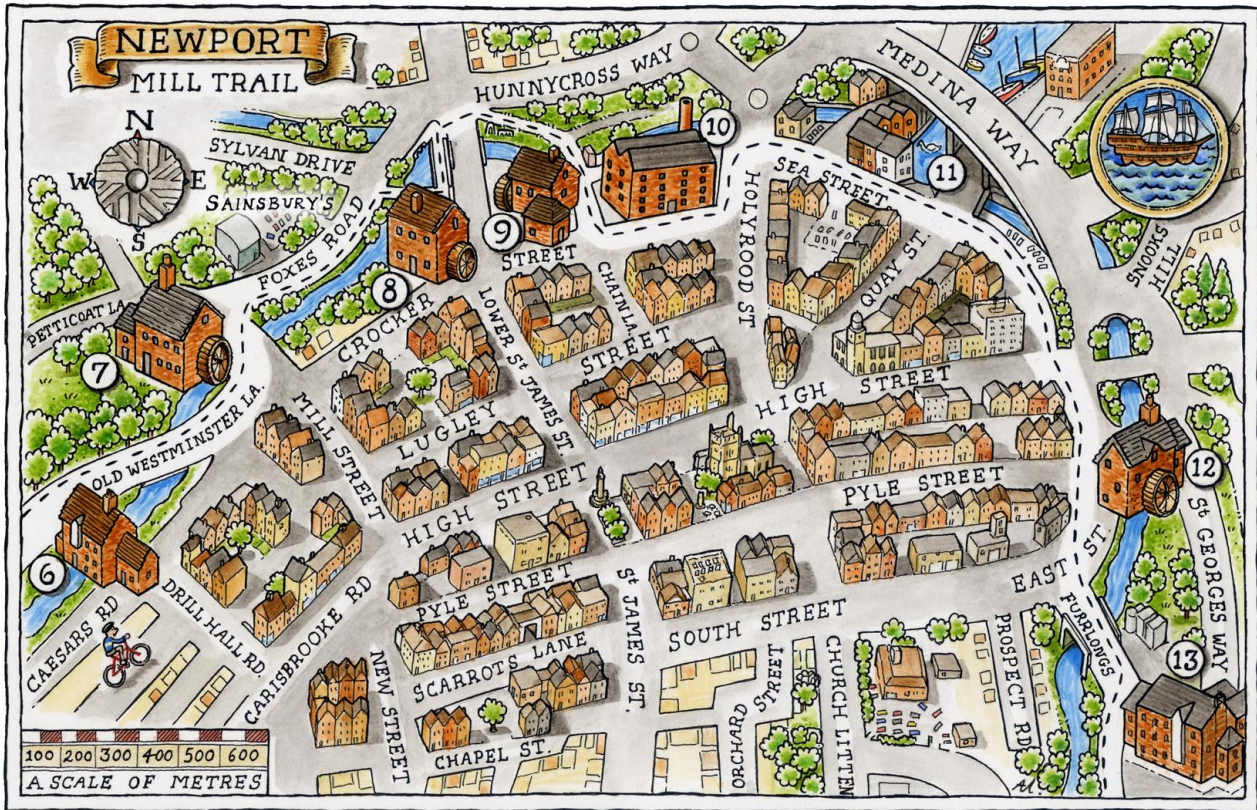 NEWPORT
MILL TRAIL
N
W
E
S
HUNNYCROSS WAY
MEDINA WAY
SYLVAN DRIVE
SAINSBURY'S
FOXES ROAD
10
11
SEA STREET
HOLYROOD ST
9
8
CROCKER
STREET
LOWER St JAMES ST.
CHAIN LA.
QUAY ST.
SNOOKS
HILL
PETTICOAT LA
7
OLD WESTMINSTER LA.
MILL STREET
LUGLEY
STREET
HIGH STREET
HIGH STREET
PYLE STREET
12
St GEORGES WAY
6
CAESARS RD
DRILL HALL RD.
CARISBROOKE RD
PYLE STREET
SCARROTS LANE
NEW STREET
CHAPEL ST.
St JAMES ST.
SOUTH STREET
ORCHARD
STREET
CHURCH LITTEN
PROSPECT RD
EAST ST
FURRLONGS
13
100 200 300 400 500 600
A SCALE OF METRES